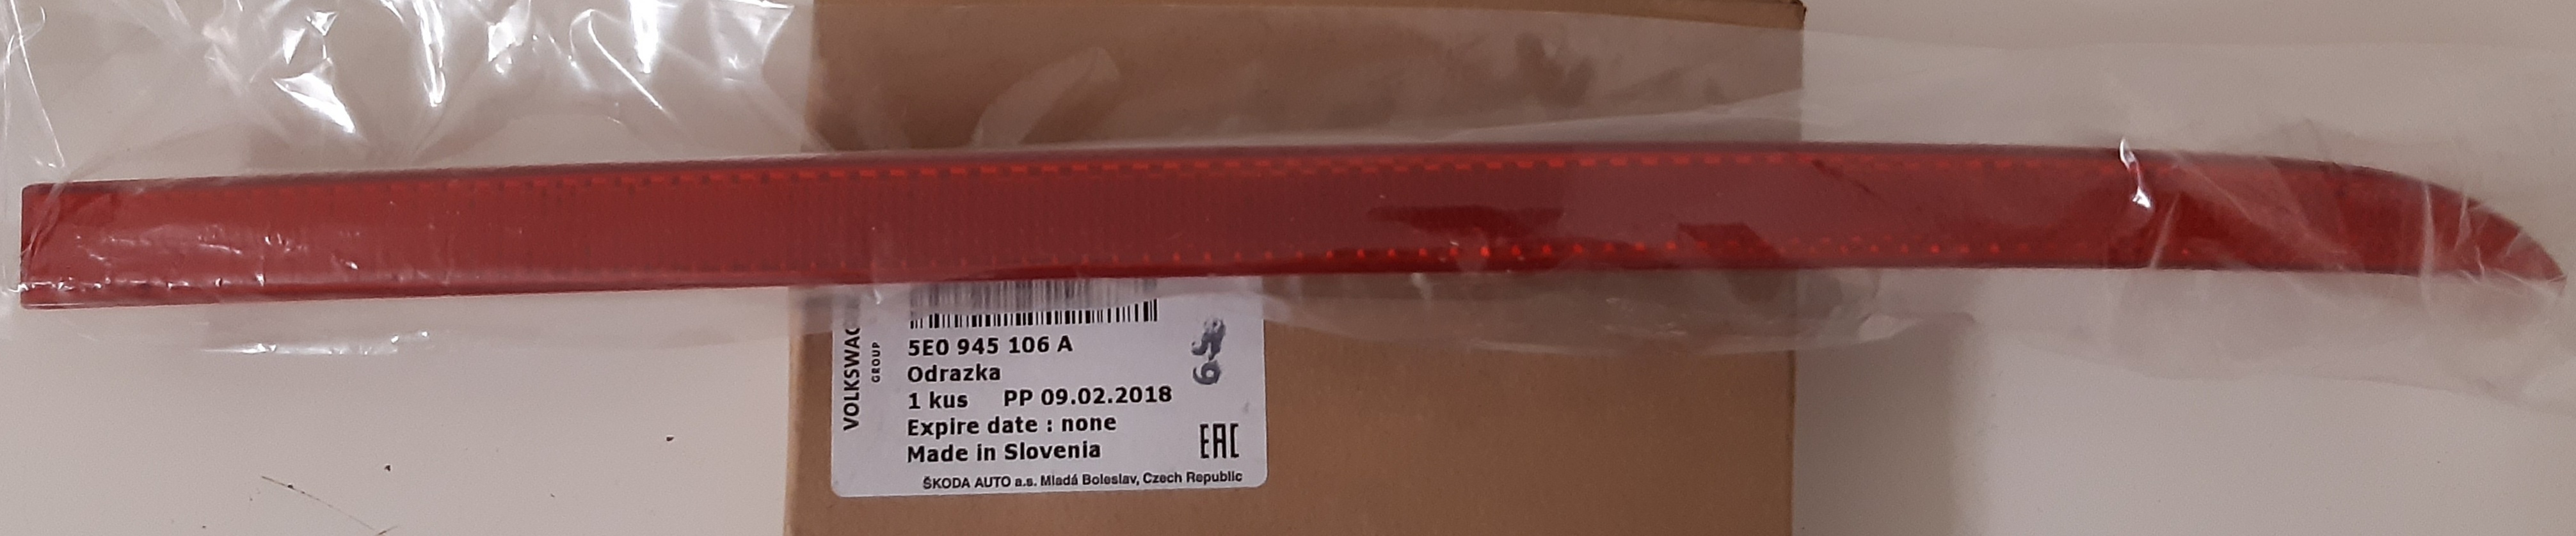 VOLKSWAG
GROUP
5E0 945 106 A
Odrazka
1 kus PP 09.02.2018
Expire date : none
Made in Slovenia
EAC
ŠKODA AUTO a.s. Mladá Boleslav, Czech Republic